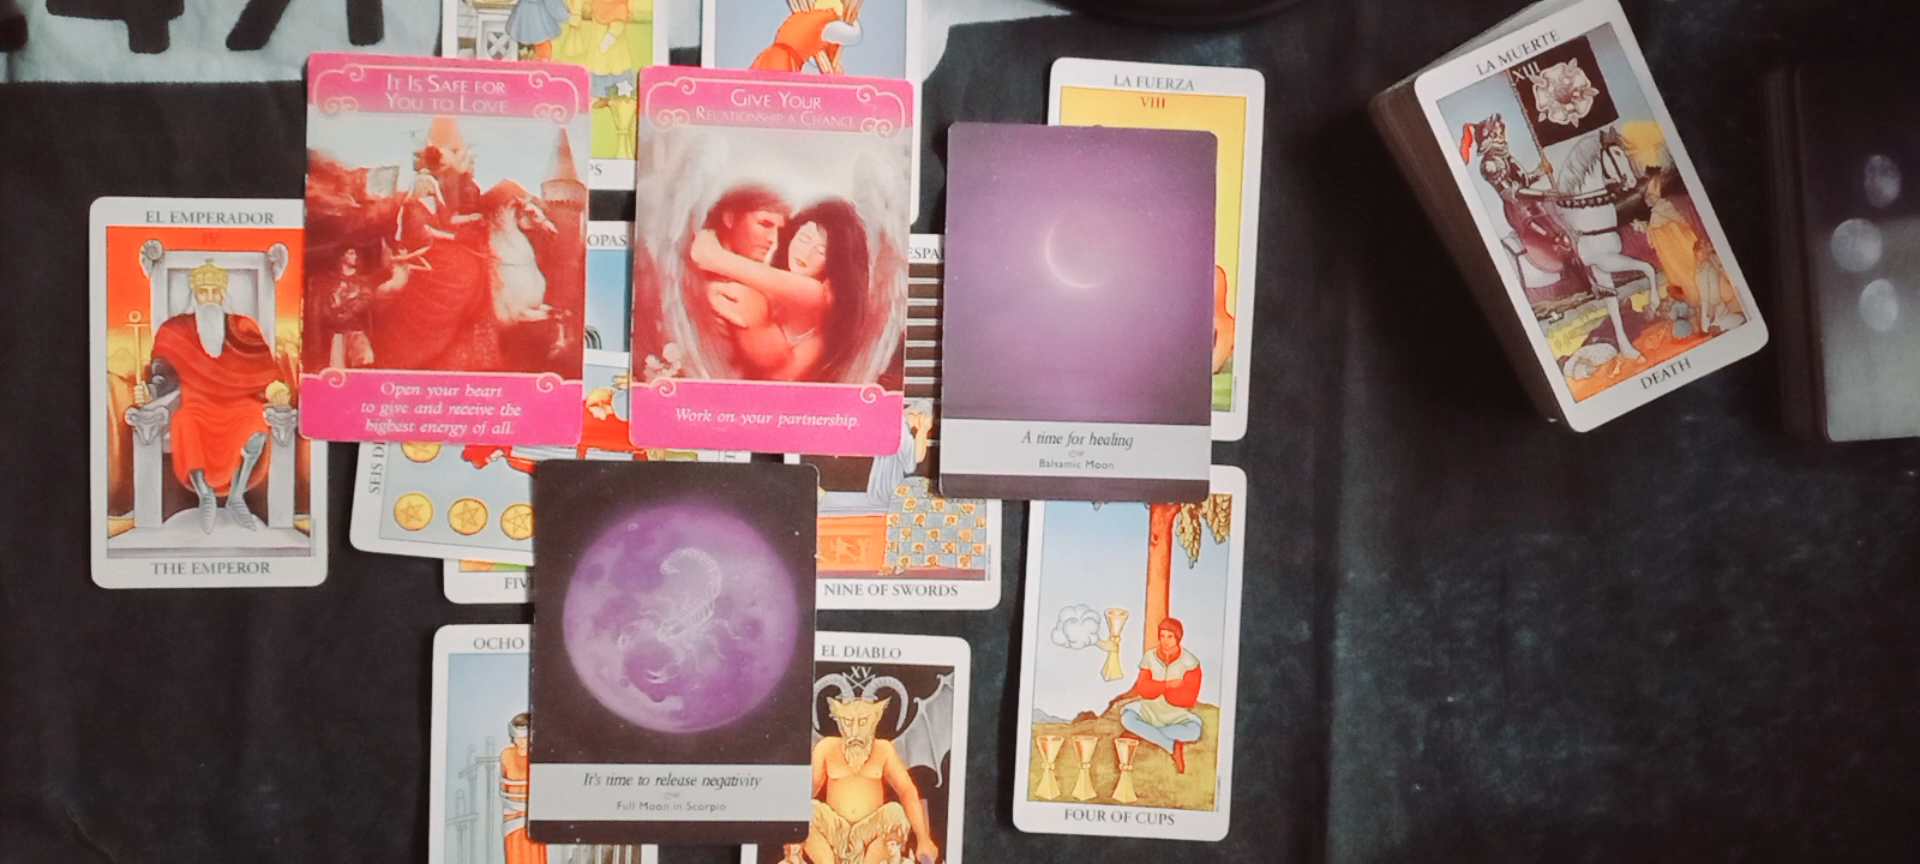 IT IS SAFE FOR
YOU TO LOVE
Open your heart
to give and receive the
highest energy of all.
GIVE YOUR
RELATIONSHIP A CHANCE
Work on your partnership.
LA FUERZA
VIII
LA MUERTE
XIII
DEATH
EL EMPERADOR
IV
THE EMPEROR
A time for healing
Balsamic Moon
SEIS
NINE OF SWORDS
OCHO
It's time to release negativity
Full Moon in Scorpio
EL DIABLO
XV
FOUR OF CUPS